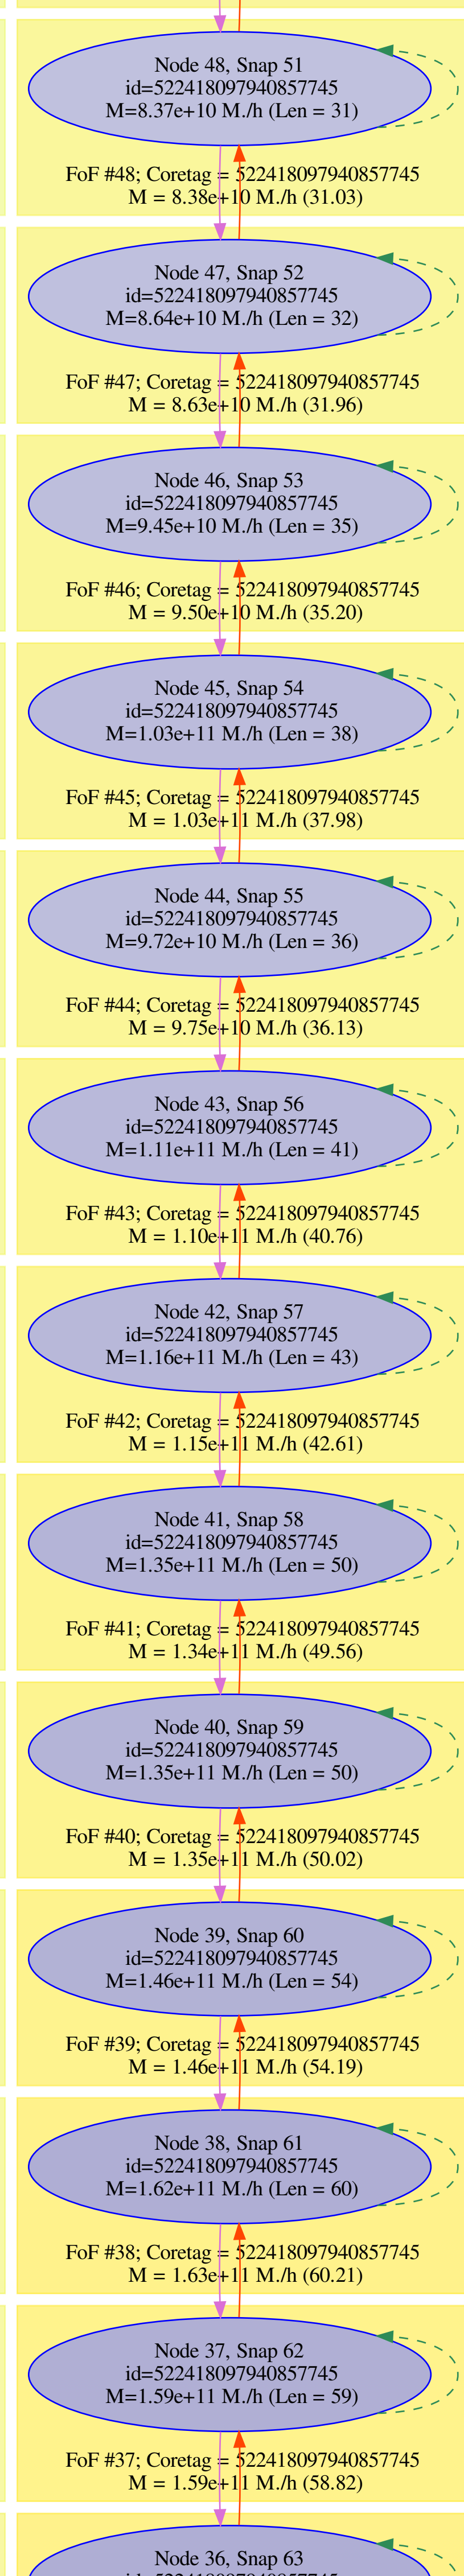 Node 48, Snap 51
id=522418097940857745
M=8.37e+10 M./h (Len = 31)
FoF #48; Coretag = 522418097940857745
M = 8.38e+10 M./h (31.03)
Node 47, Snap 52
id=522418097940857745
M=8.64e+10 M./h (Len = 32)
FoF #47; Coretag = 522418097940857745
M = 8.63e+10 M./h (31.96)
Node 46, Snap 53
id=522418097940857745
M=9.45e+10 M./h (Len = 35)
FoF #46; Coretag = 522418097940857745
M = 9.50e+10 M./h (35.20)
Node 45, Snap 54
id=522418097940857745
M=1.03e+11 M./h (Len = 38)
FoF #45; Coretag = 522418097940857745
M = 1.03e+11 M./h (37.98)
Node 44, Snap 55
id=522418097940857745
M=9.72e+10 M./h (Len = 36)
FoF #44; Coretag = 522418097940857745
M = 9.75e+10 M./h (36.13)
Node 43, Snap 56
id=522418097940857745
M=1.11e+11 M./h (Len = 41)
FoF #43; Coretag = 522418097940857745
M = 1.10e+11 M./h (40.76)
Node 42, Snap 57
id=522418097940857745
M=1.16e+11 M./h (Len = 43)
FoF #42; Coretag = 522418097940857745
M = 1.15e+11 M./h (42.61)
Node 41, Snap 58
id=522418097940857745
M=1.35e+11 M./h (Len = 50)
FoF #41; Coretag = 522418097940857745
M = 1.34e+11 M./h (49.56)
Node 40, Snap 59
id=522418097940857745
M=1.35e+11 M./h (Len = 50)
FoF #40; Coretag = 522418097940857745
M = 1.35e+11 M./h (50.02)
Node 39, Snap 60
id=522418097940857745
M=1.46e+11 M./h (Len = 54)
FoF #39; Coretag = 522418097940857745
M = 1.46e+11 M./h (54.19)
Node 38, Snap 61
id=522418097940857745
M=1.62e+11 M./h (Len = 60)
FoF #38; Coretag = 522418097940857745
M = 1.63e+11 M./h (60.21)
Node 37, Snap 62
id=522418097940857745
M=1.59e+11 M./h (Len = 59)
FoF #37; Coretag = 522418097940857745
M = 1.59e+11 M./h (58.82)
Node 36, Snap 63